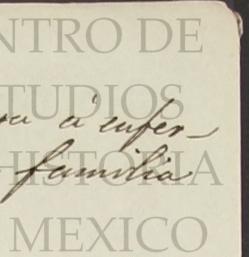 NTRO DE
TUDIOS
á enfer-
HISTORIA
familia
MEXICO